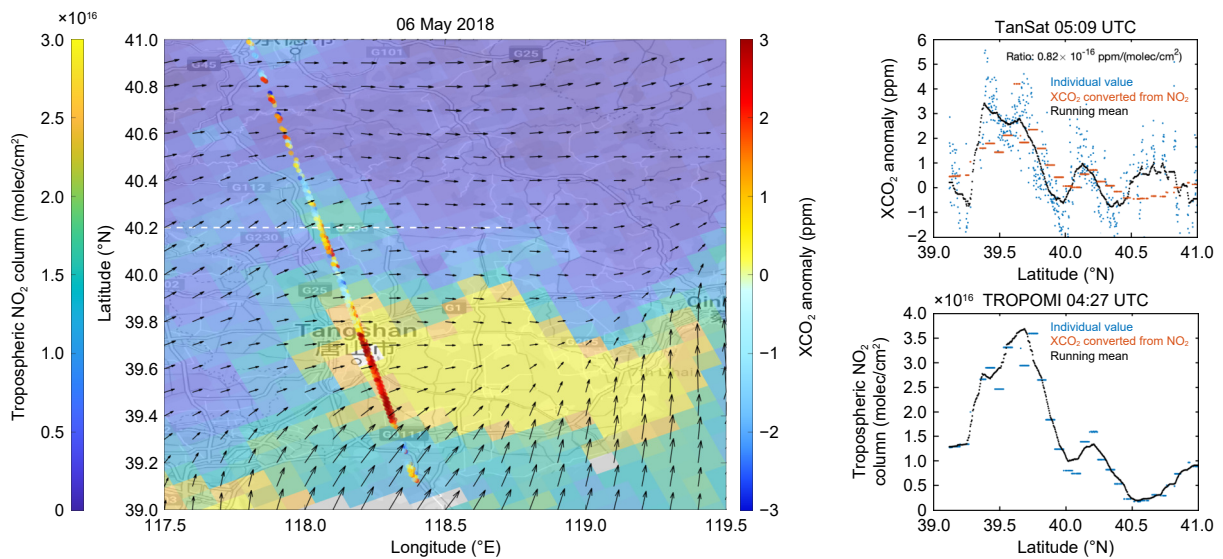 ×10¹⁶
06 May 2018
Tropospheric NO₂ column (molec/cm²)
3.0
2.5
2.0
1.5
1.0
0.5
0
Latitude (°N)
41.0
40.8
40.6
40.4
40.2
40.0
39.8
39.6
39.4
39.2
39.0
117.5
118.0
118.5
119.0
119.5
Longitude (°E)
G45
G101
G25
G112
G230
G25
G1
Tangshan
唐山市
3
2
1
0
−1
−2
−3
XCO₂ anomaly (ppm)
TanSat 05:09 UTC
Ratio: 0.82× 10⁻¹⁶ ppm/(molec/cm²)
Individual value
XCO₂ converted from NO₂
Running mean
XCO₂ anomaly (ppm)
6
5
4
3
2
1
0
−1
−2
39.0
39.5
40.0
40.5
41.0
Latitude (°N)
×10¹⁶ TROPOMI 04:27 UTC
Individual value
XCO₂ converted from NO₂
Running mean
Tropospheric NO₂
column (molec/cm²)
4.0
3.5
3.0
2.5
2.0
1.5
1.0
0.5
0
39.0
39.5
40.0
40.5
41.0
Latitude (°N)